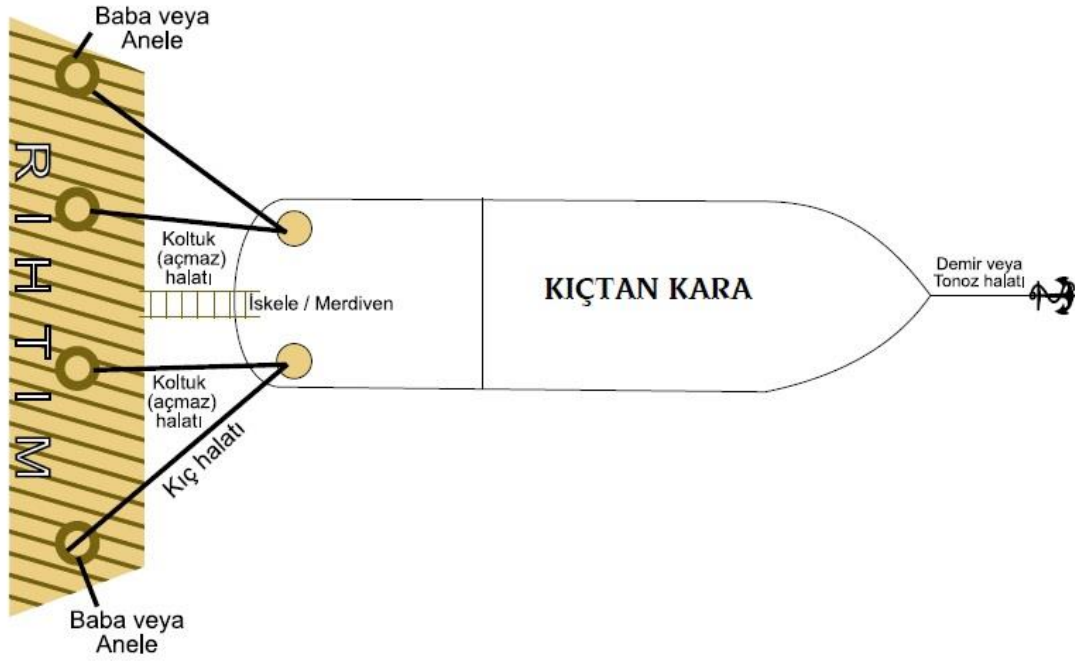 Baba veya
Anele
RIHTIM
Koltuk
(açmaz)
halatı
İskele / Merdiven
KIÇTAN KARA
Demir veya
Tonoz halatı
Koltuk
(açmaz)
halatı
Kıç halatı
Baba veya
Anele